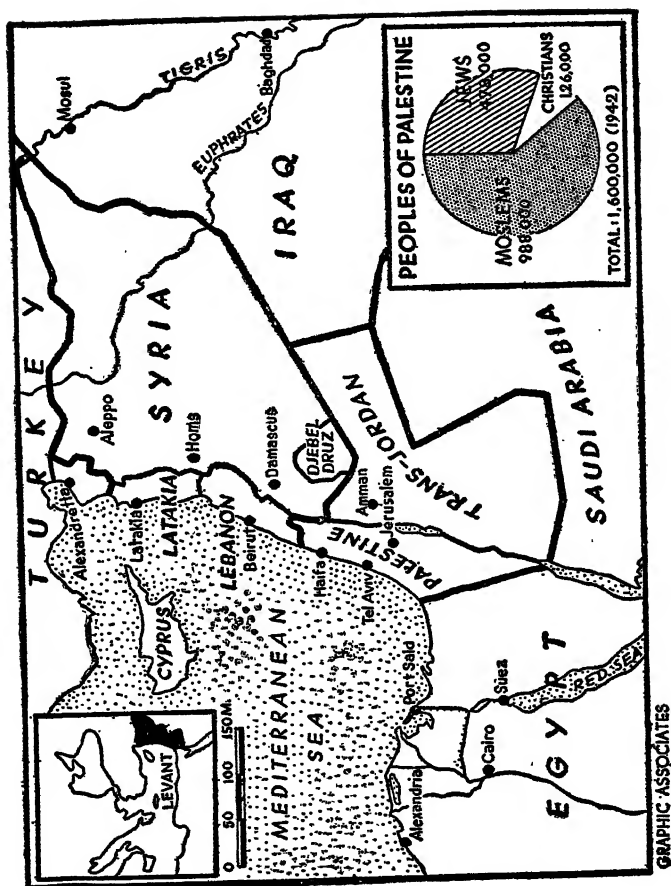 TURKEY
Mosul
TIGRIS
Alexandretta
Aleppo
EUPHRATES
Baghdad
Latakia
LATAKIA
SYRIA
CYPRUS
Homs
IRAQ
LEBANON
Beirut
Damascus
DJEBEL
DRUZ
MEDITERRANEAN
SEA
Haifa
Tel Aviv
PALESTINE
Amman
Jerusalem
TRANS-JORDAN
SAUDI ARABIA
Port Said
Alexandria
Cairo
Suez
RED SEA
EGYPT
LEVANT
0 50 100 150 M.
PEOPLES OF PALESTINE
JEWS
MOSLEMS
988,000
CHRISTIANS
126,000
TOTAL: 1,600,000 (1942)
GRAPHIC ASSOCIATES